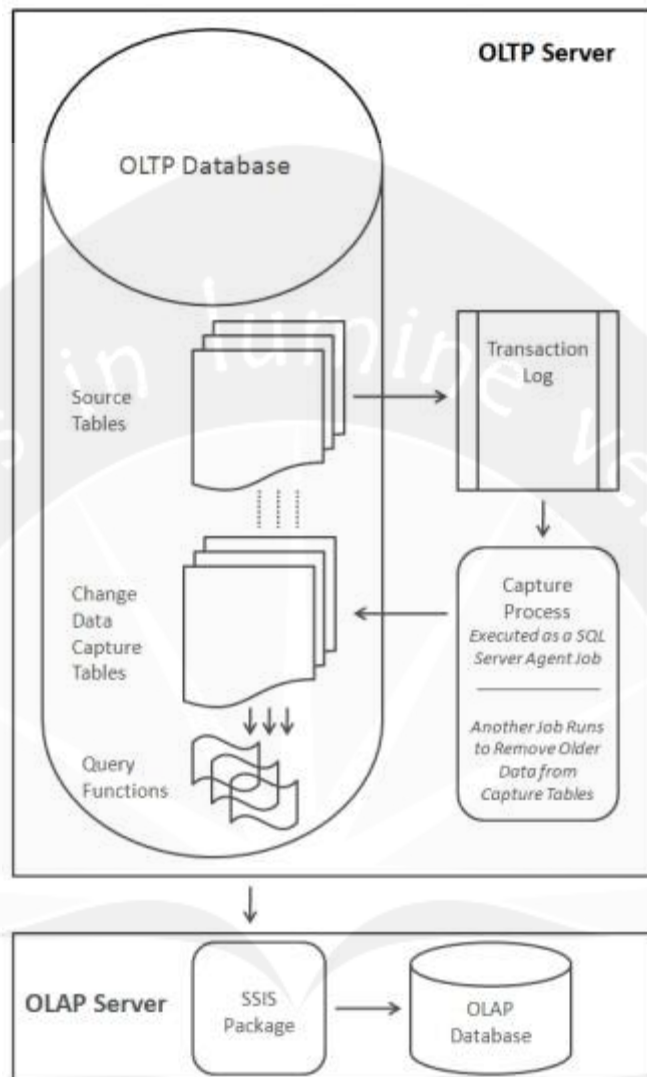 OLTP Server
OLTP Database
Source
Tables
Transaction
Log
Change
Data
Capture
Tables
Capture
Process
Executed as a SQL
Server Agent Job
Another Job Runs
to Remove Older
Data from
Capture Tables
Query
Functions
OLAP Server
SSIS
Package
OLAP
Database
in lumine